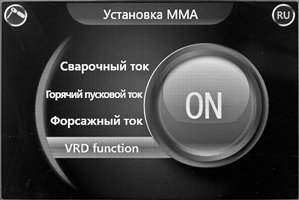 Установка MMA
RU
Сварочный ток
Горячий пусковой ток
Форсажный ток
VRD function
ON